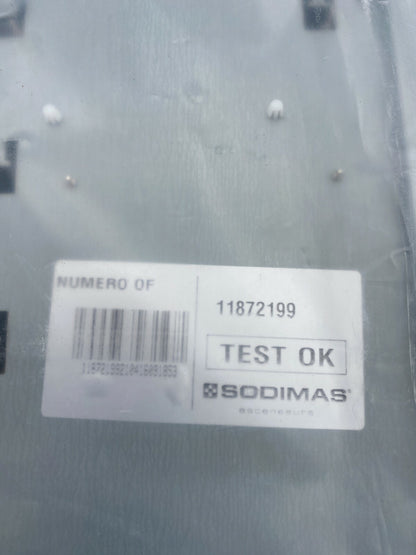 NUMERO OF
11872199
TEST OK
SODIMAS
ascenseurs